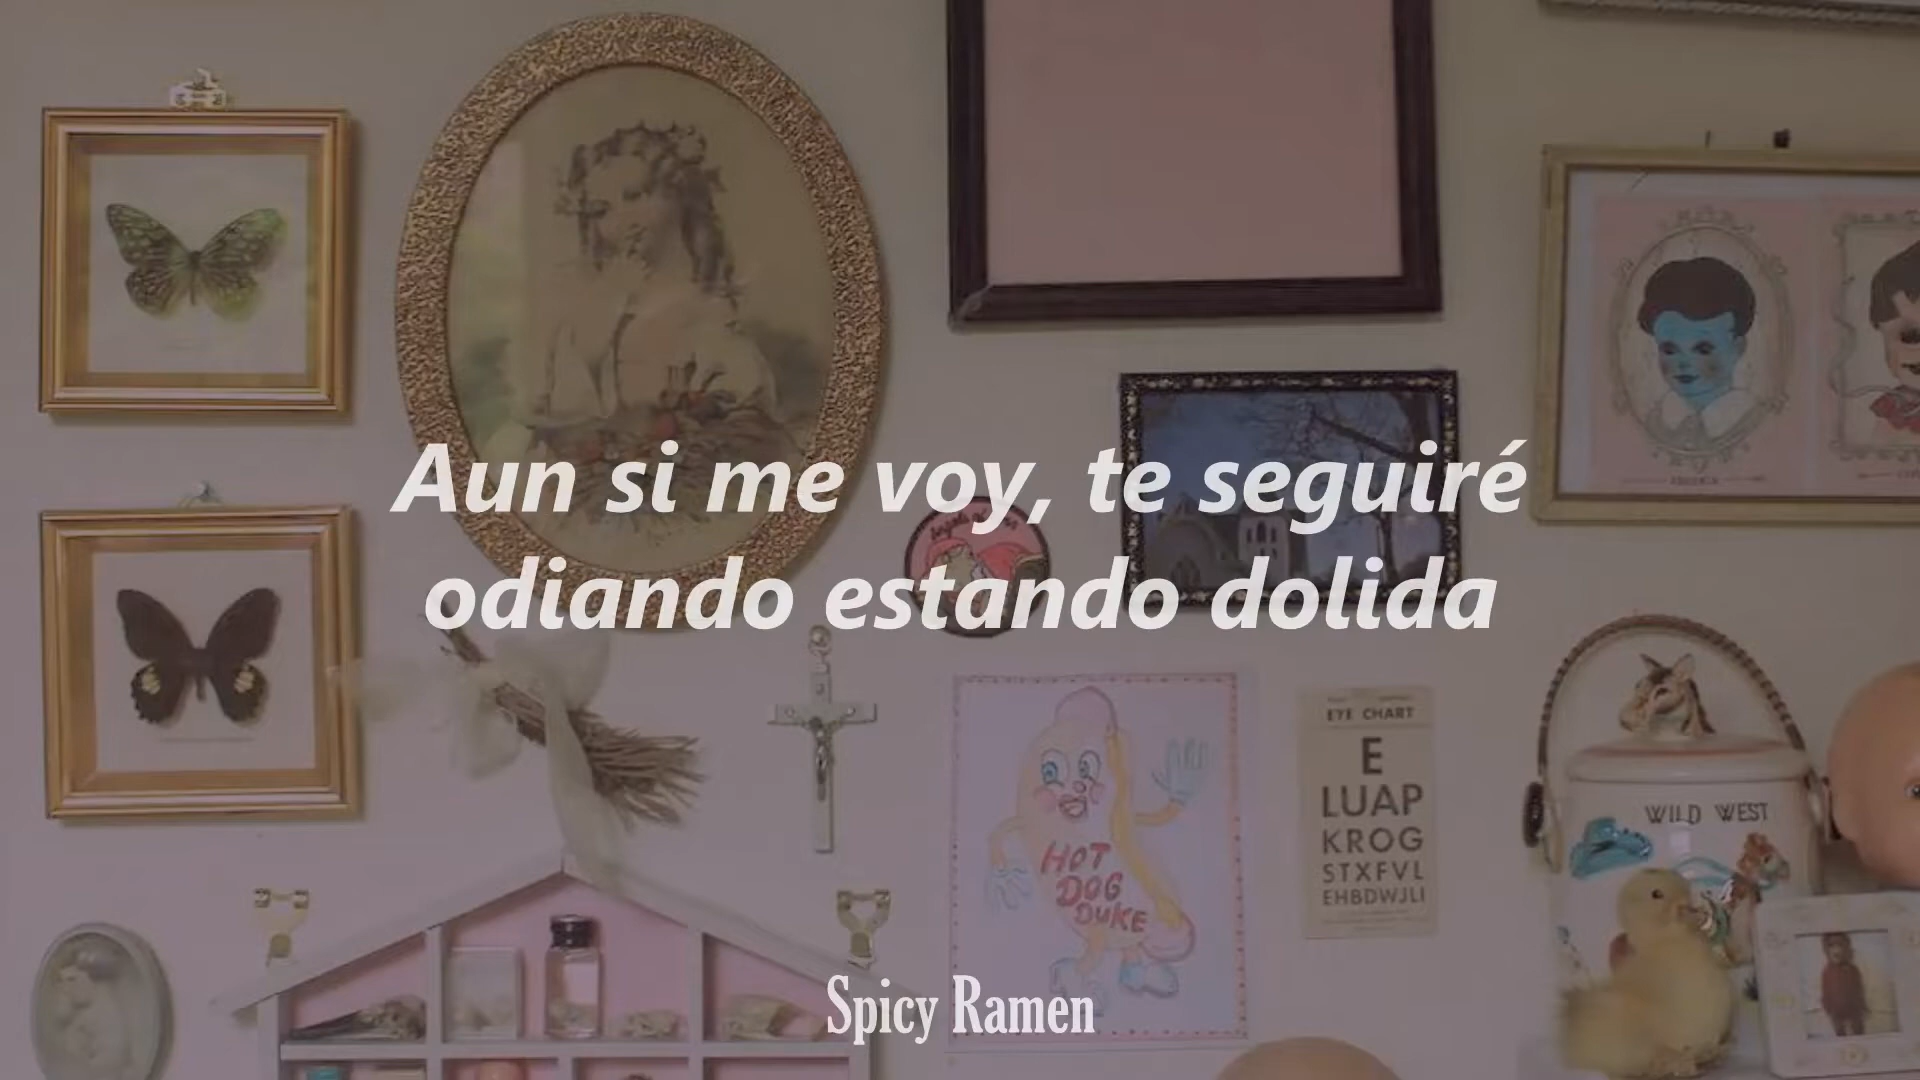 Aun si me voy, te seguiré
odiando estando dolida
EYE CHART
E
LUAP
KROG
STXFVL
EHBDWJLI
WILD WEST
HOT
DOG
DUKE
Spicy Ramen